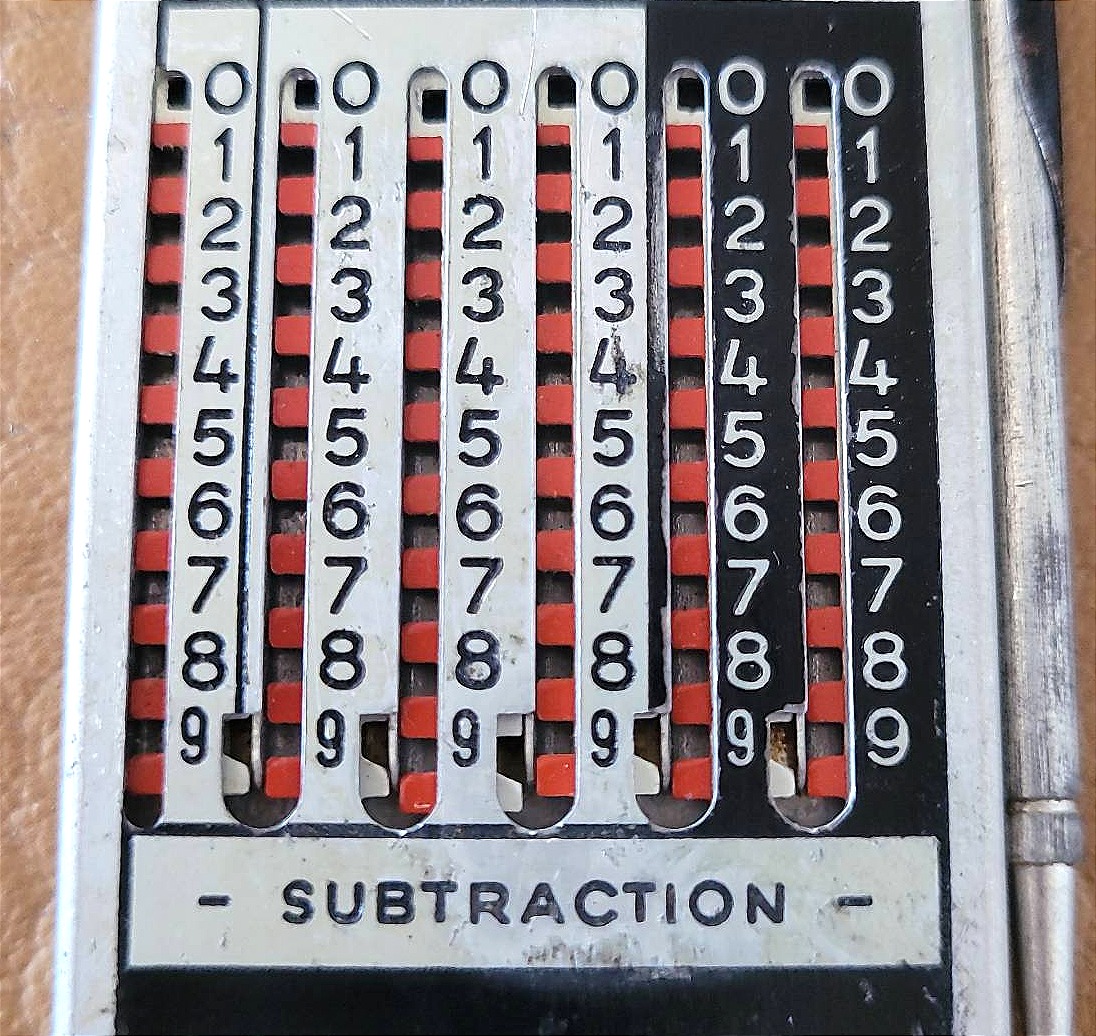 0 0 0 0 0 0
1 1 1 1 1 1
2 2 2 2 2 2
3 3 3 3 3 3
4 4 4 4 4 4
5 5 5 5 5 5
6 6 6 6 6 6
7 7 7 7 7 7
8 8 8 8 8 8
9 9 9 9 9 9
- SUBTRACTION -